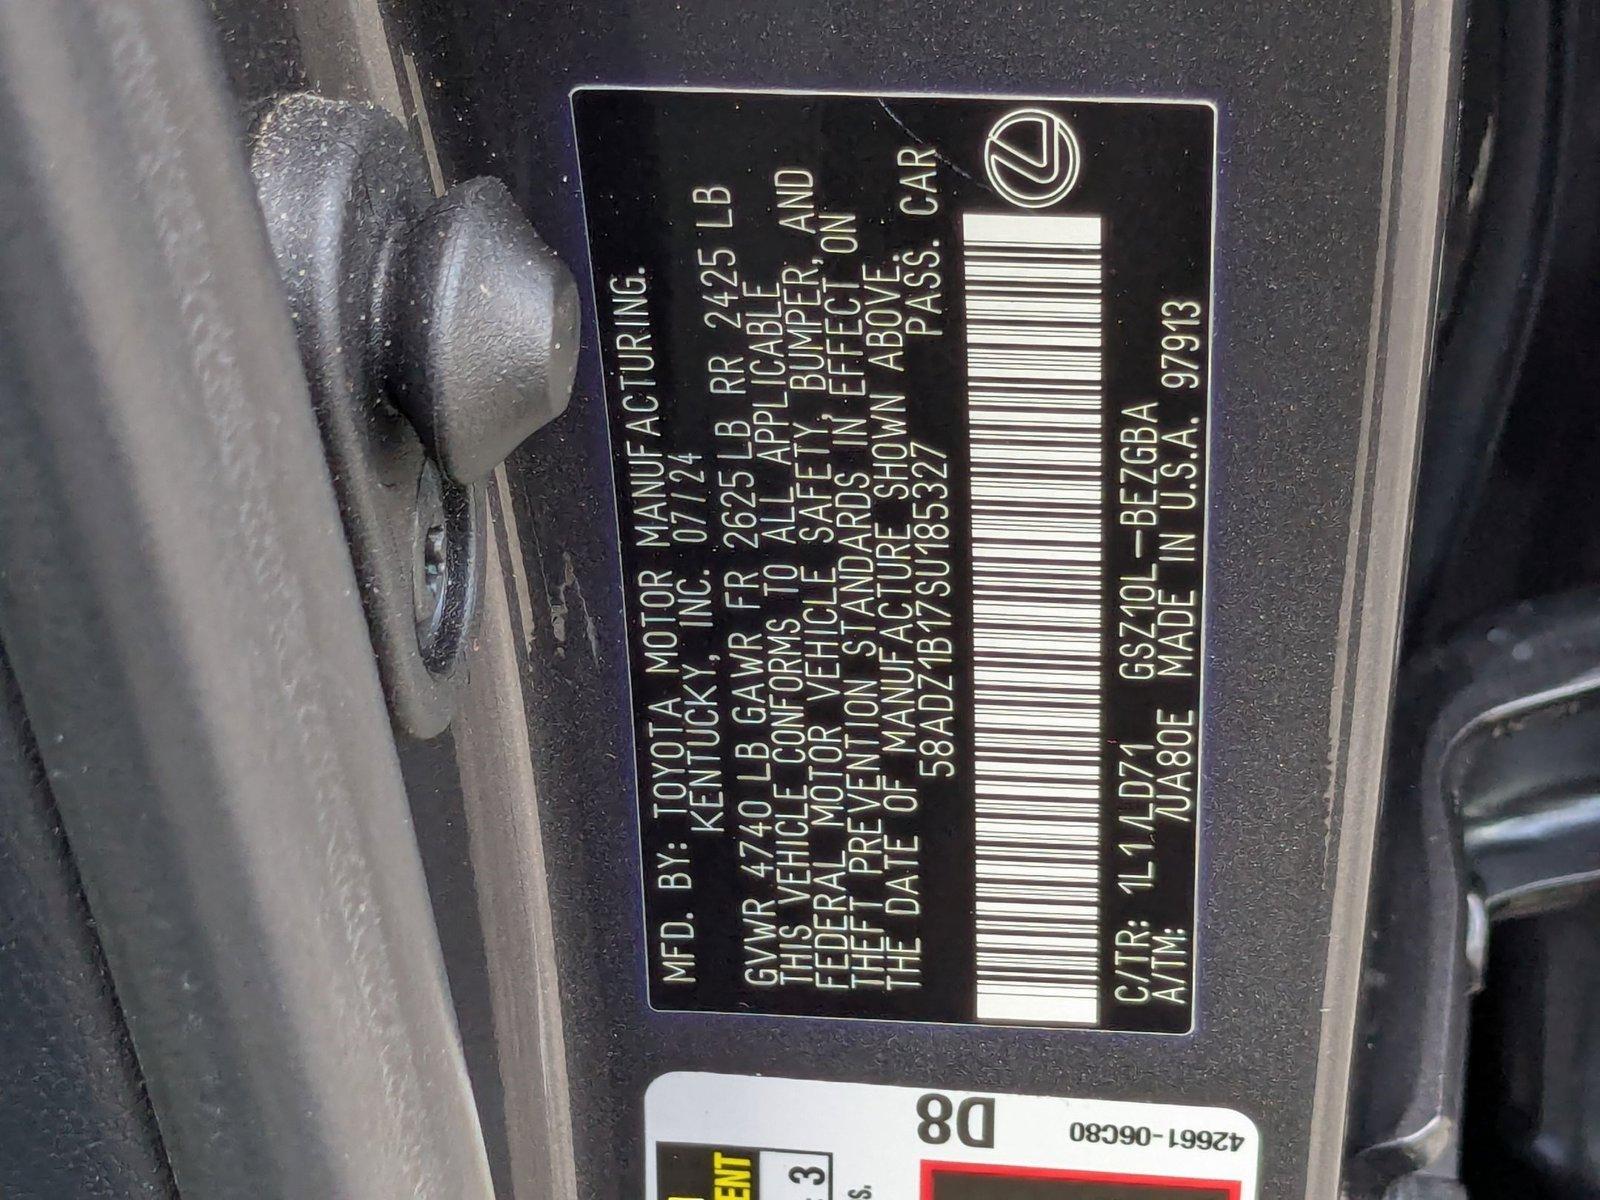 MFD. BY: TOYOTA MOTOR MANUFACTURING.
KENTUCKY, INC. 07/24
GVWR 4740 LB GAWR FR 2625 LB RR 2425 LB
THIS VEHICLE CONFORMS TO ALL APPLICABLE
FEDERAL MOTOR VEHICLE SAFETY, BUMPER, AND
THEFT PREVENTION STANDARDS IN EFFECT ON
THE DATE OF MANUFACTURE SHOWN ABOVE.
58ADZ1B17SU185327 PASS. CAR
C/TR: 1L1/LD71 GSZ10L-BEZGBA
A/TM: /UA80E MADE IN U.S.A. 97913
D8
42661-06C80
ENT
3
s.